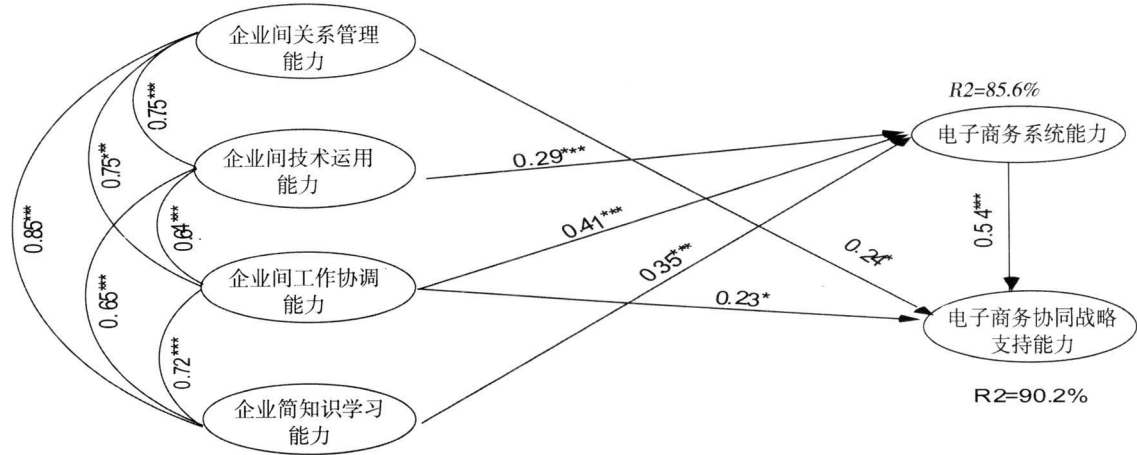 企业间关系管理
能力
R2=85.6%
0.75***
企业间技术运用
能力
0.29***
电子商务系统能力
0.75***
0.85***
0.64***
0.41***
0.54***
0.35***
0.24*
企业间工作协调
能力
0.65***
0.23*
电子商务协同战略
支持能力
0.72***
R2=90.2%
企业简知识学习
能力